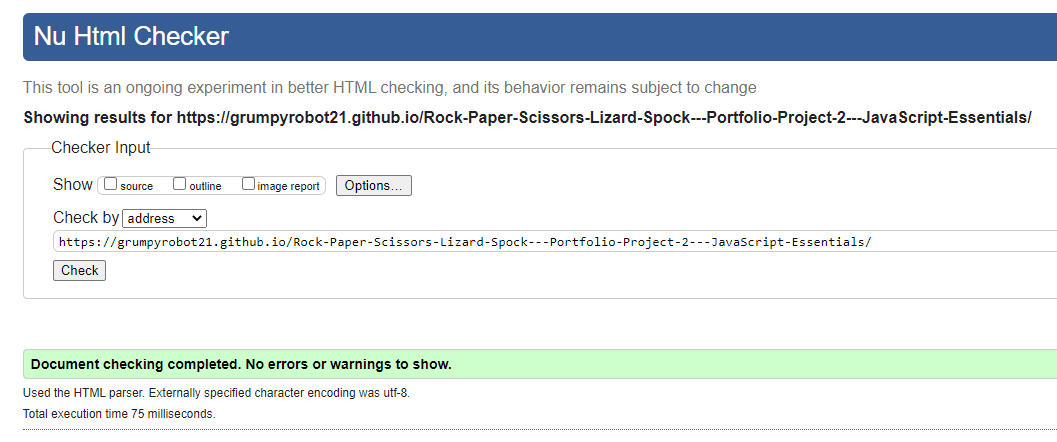 Nu Html Checker
This tool is an ongoing experiment in better HTML checking, and its behavior remains subject to change
Showing results for https://grumpyrobot21.github.io/Rock-Paper-Scissors-Lizard-Spock---Portfolio-Project-2---JavaScript-Essentials/
Checker Input
Show source outline image report Options...
Check by address
https://grumpyrobot21.github.io/Rock-Paper-Scissors-Lizard-Spock---Portfolio-Project-2---JavaScript-Essentials/
Check
Document checking completed. No errors or warnings to show.
Used the HTML parser. Externally specified character encoding was utf-8.
Total execution time 75 milliseconds.